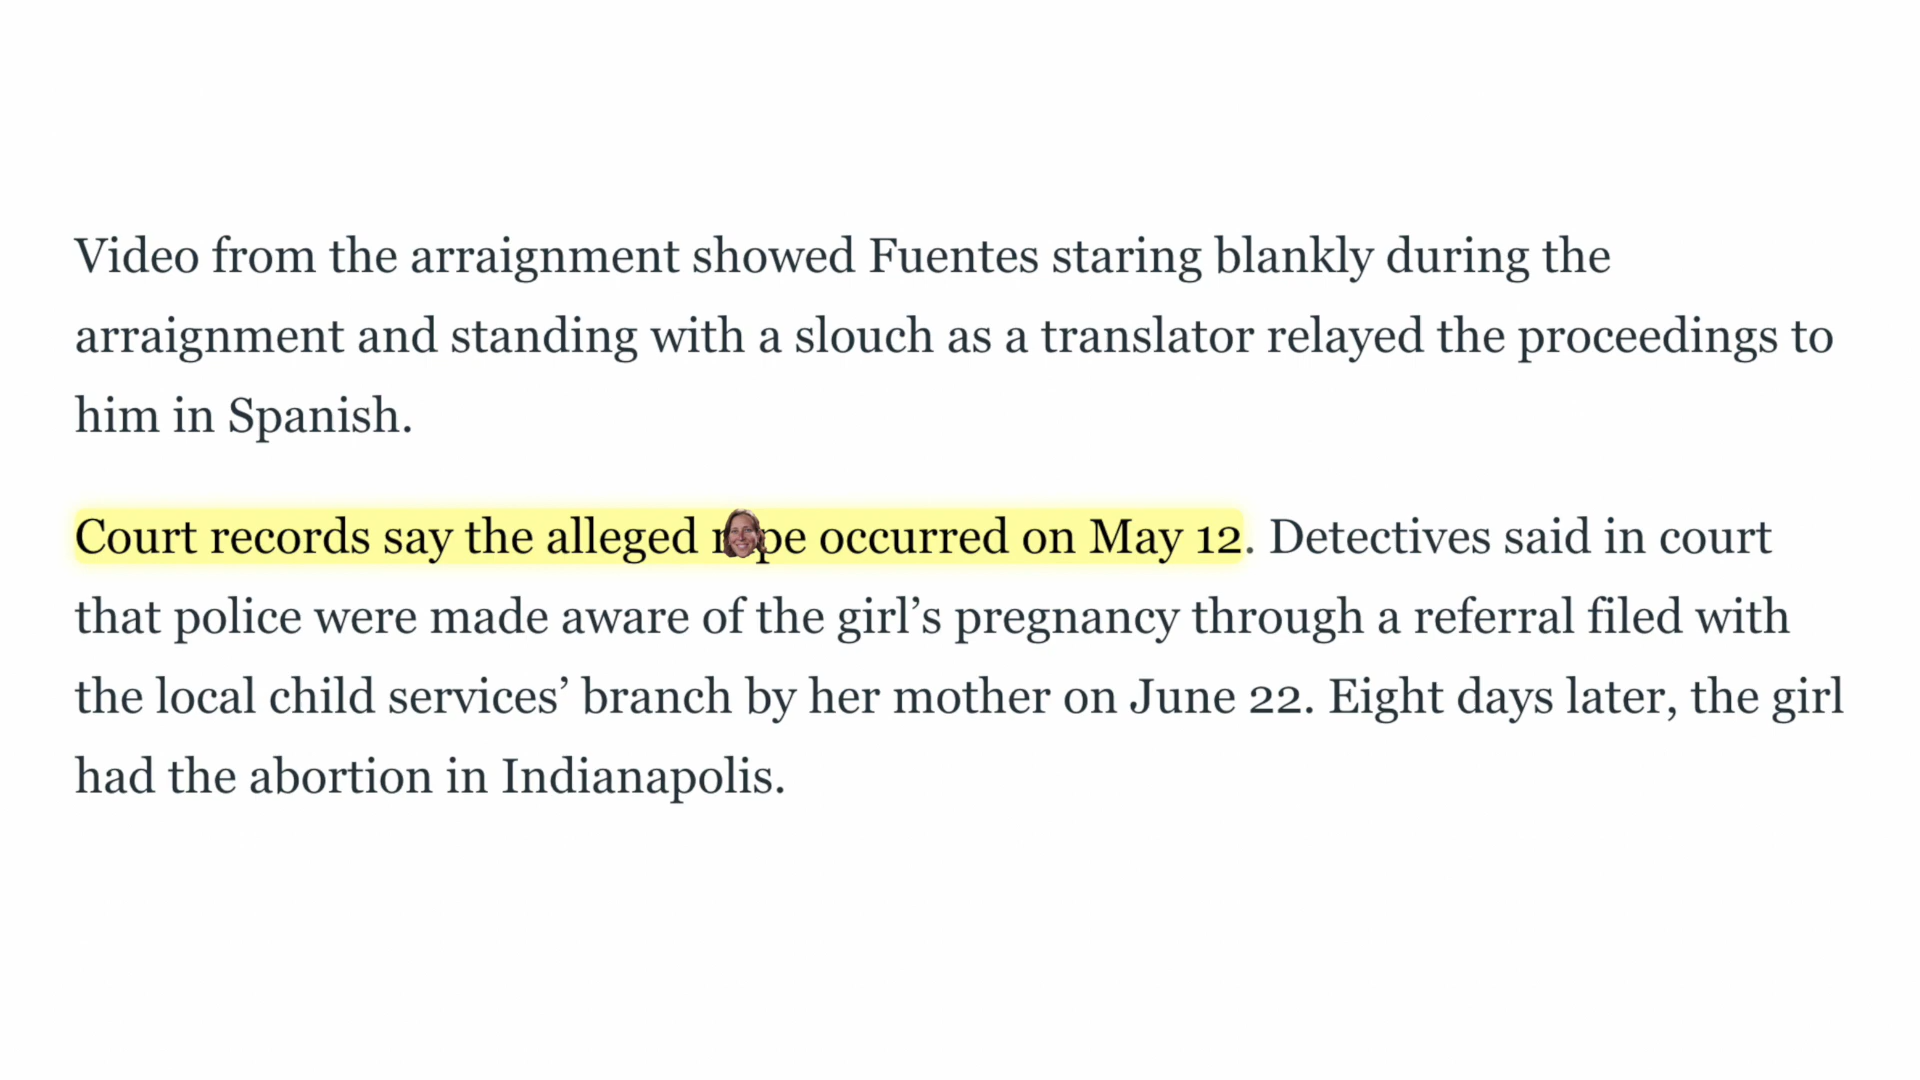 Video from the arraignment showed Fuentes staring blankly during the
arraignment and standing with a slouch as a translator relayed the proceedings to
him in Spanish.
Court records say the alleged r pe occurred on May 12. Detectives said in court
that police were made aware of the girl’s pregnancy through a referral filed with
the local child services’ branch by her mother on June 22. Eight days later, the girl
had the abortion in Indianapolis.